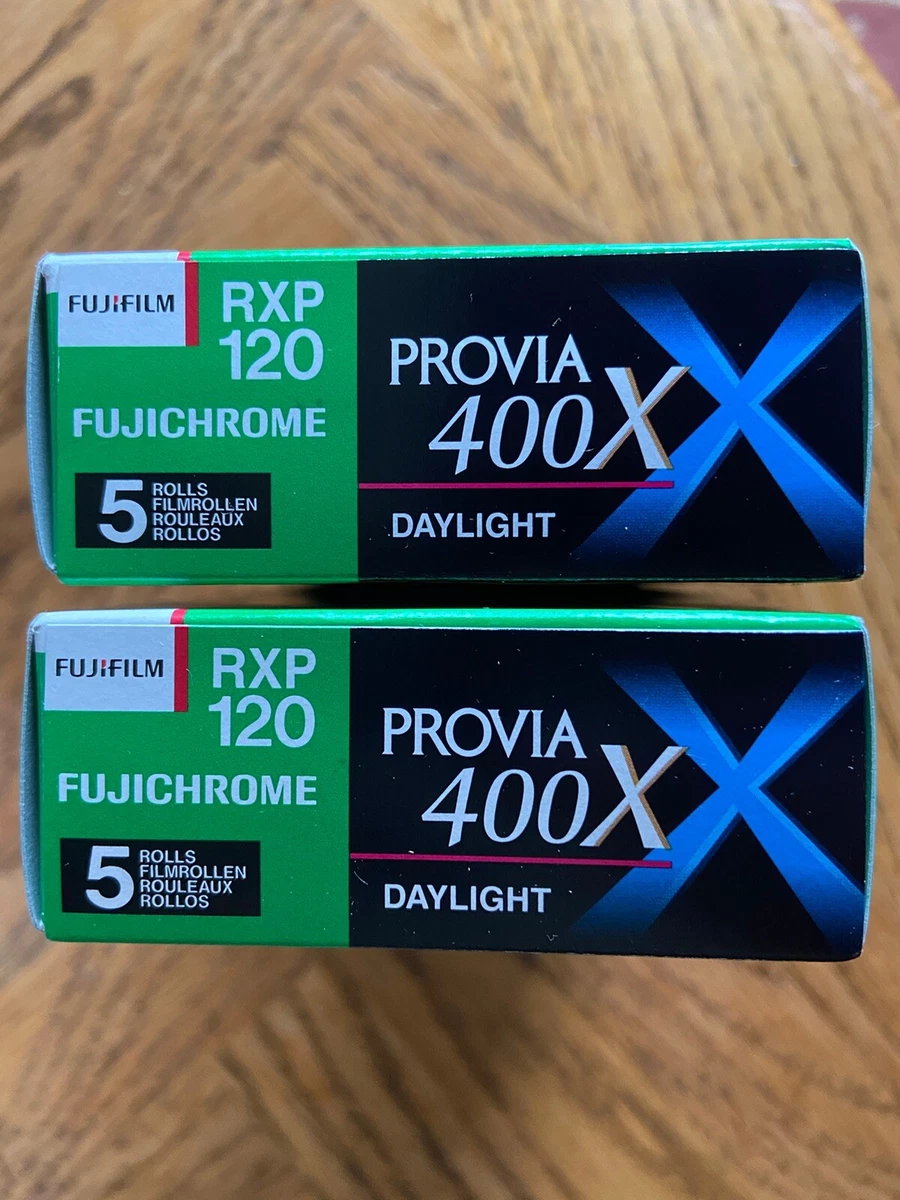 FUJIFILM
RXP
120
FUJICHROME
5 ROLLS
FILMROLLEN
ROULEAUX
ROLLOS
PROVIA
400X
DAYLIGHT
FUJIFILM
RXP
120
FUJICHROME
5 ROLLS
FILMROLLEN
ROULEAUX
ROLLOS
PROVIA
400X
DAYLIGHT